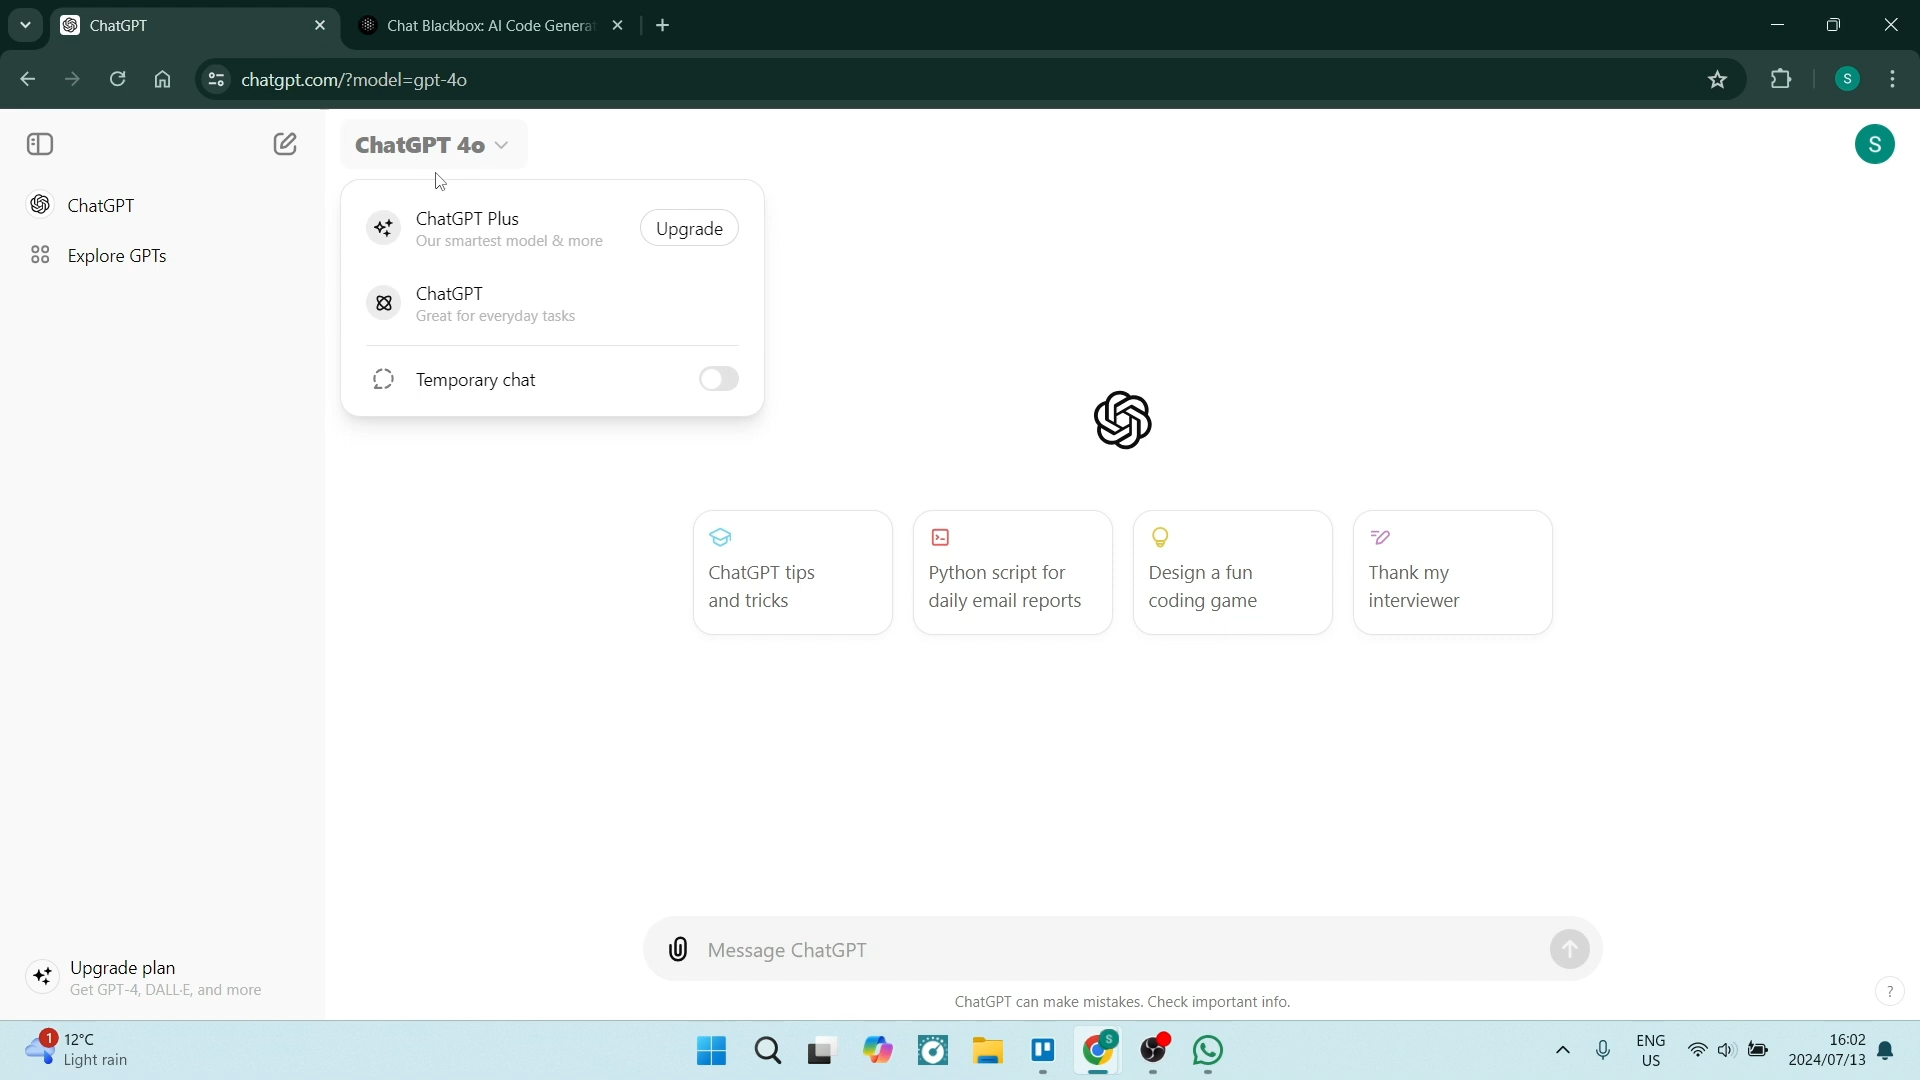 ChatGPT
Chat Blackbox: AI Code Genera
chatgpt.com/?model=gpt-4o
S
ChatGPT 4o
S
ChatGPT
Explore GPTs
ChatGPT Plus
Our smartest model & more
Upgrade
ChatGPT
Great for everyday tasks
Temporary chat
ChatGPT tips
and tricks
Python script for
daily email reports
Design a fun
coding game
Thank my
interviewer
Message ChatGPT
ChatGPT can make mistakes. Check important info.
?
Upgrade plan
Get GPT-4, DALL·E, and more
1
12°C
Light rain
S
ENG
US
16:02
2024/07/13